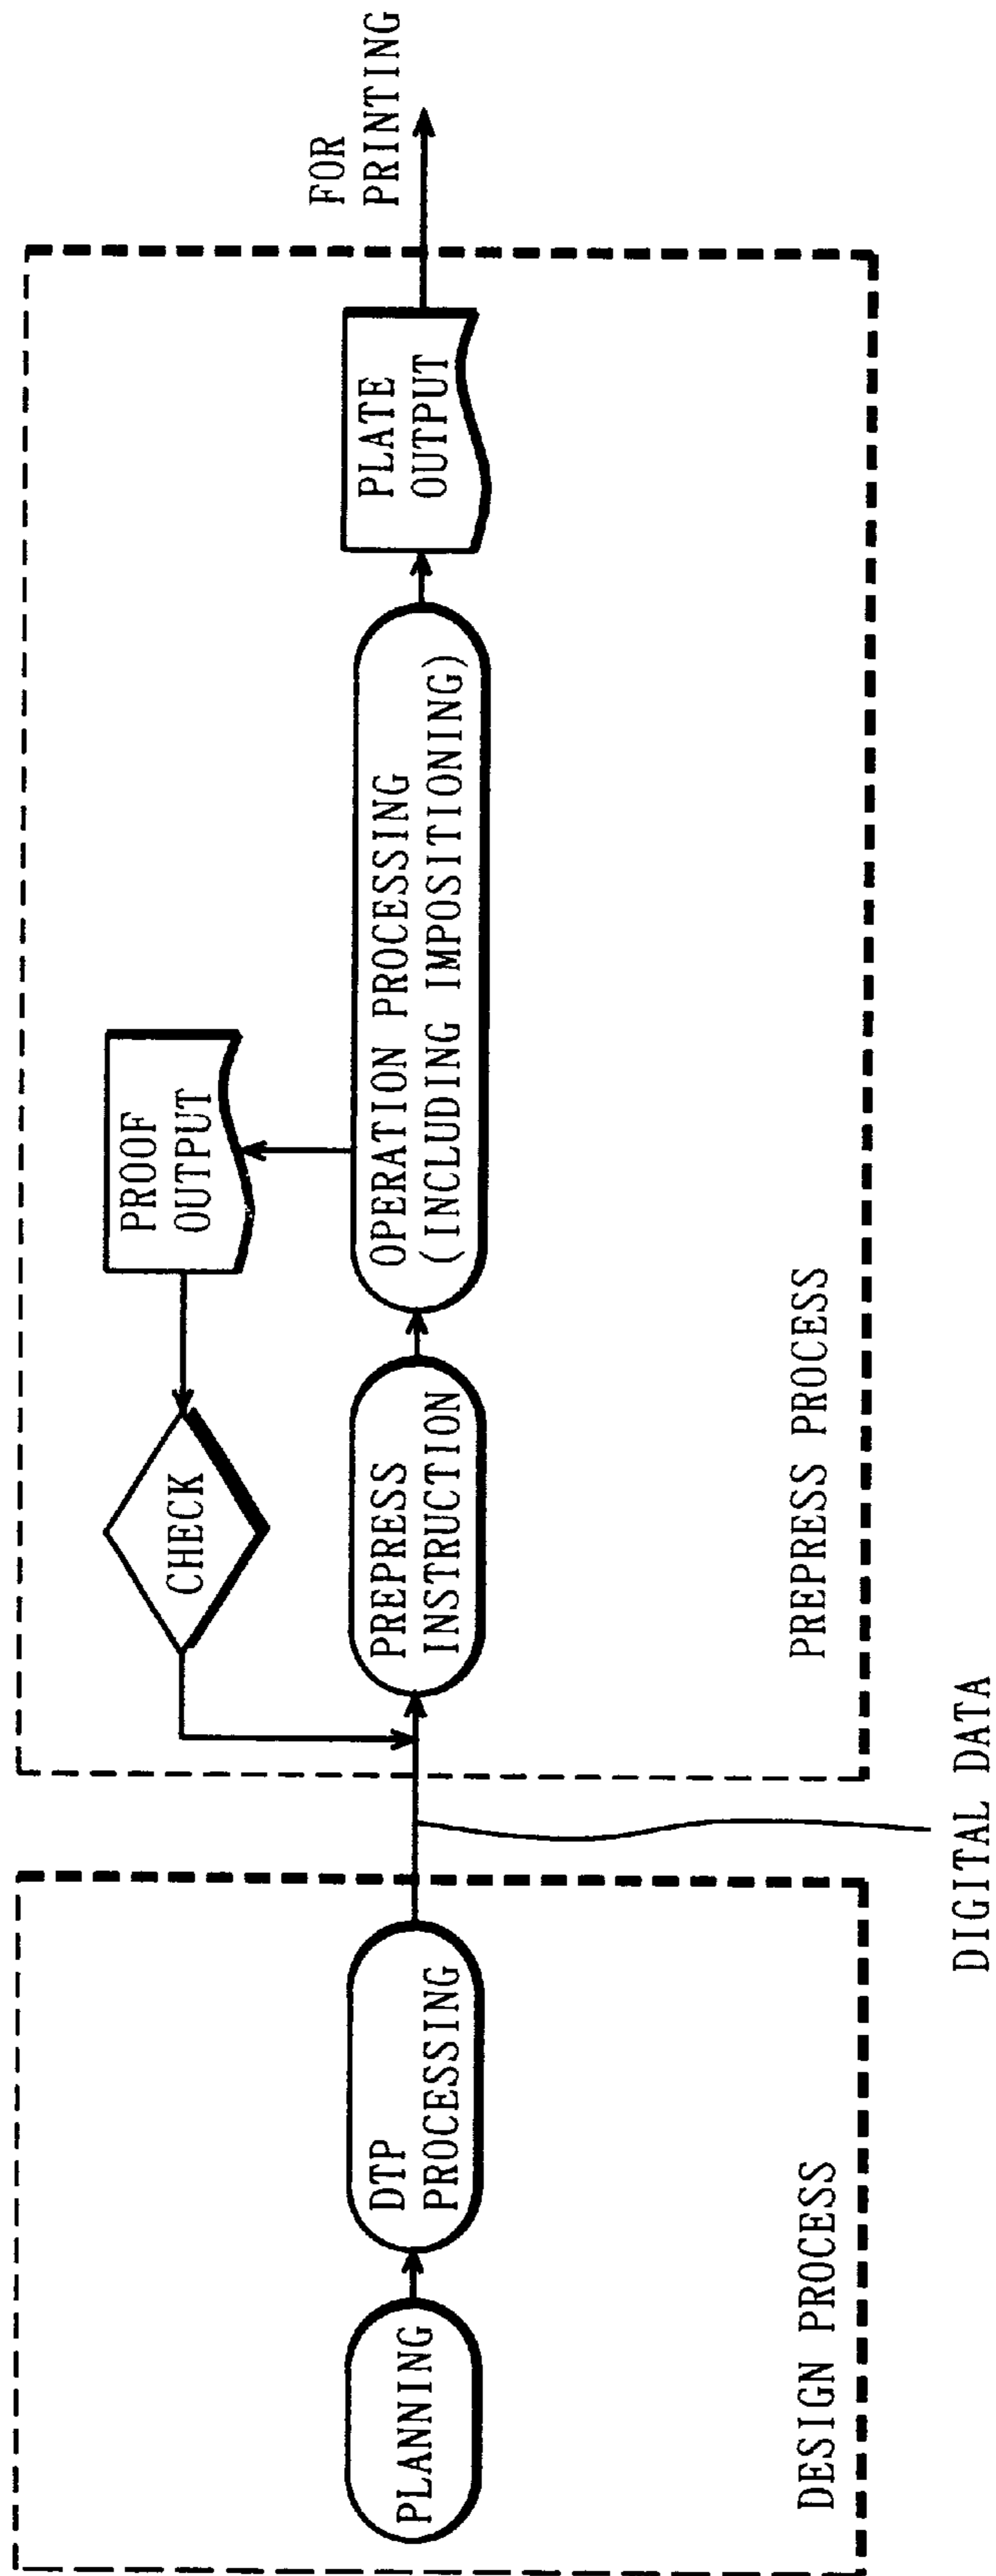 PLANNING
DTP
PROCESSING
DESIGN PROCESS
DIGITAL DATA
CHECK
PROOF
OUTPUT
PREPRESS
INSTRUCTION
OPERATION PROCESSING
(INCLUDING IMPOSITIONING)
PLATE
OUTPUT
PREPRESS PROCESS
FOR
PRINTING